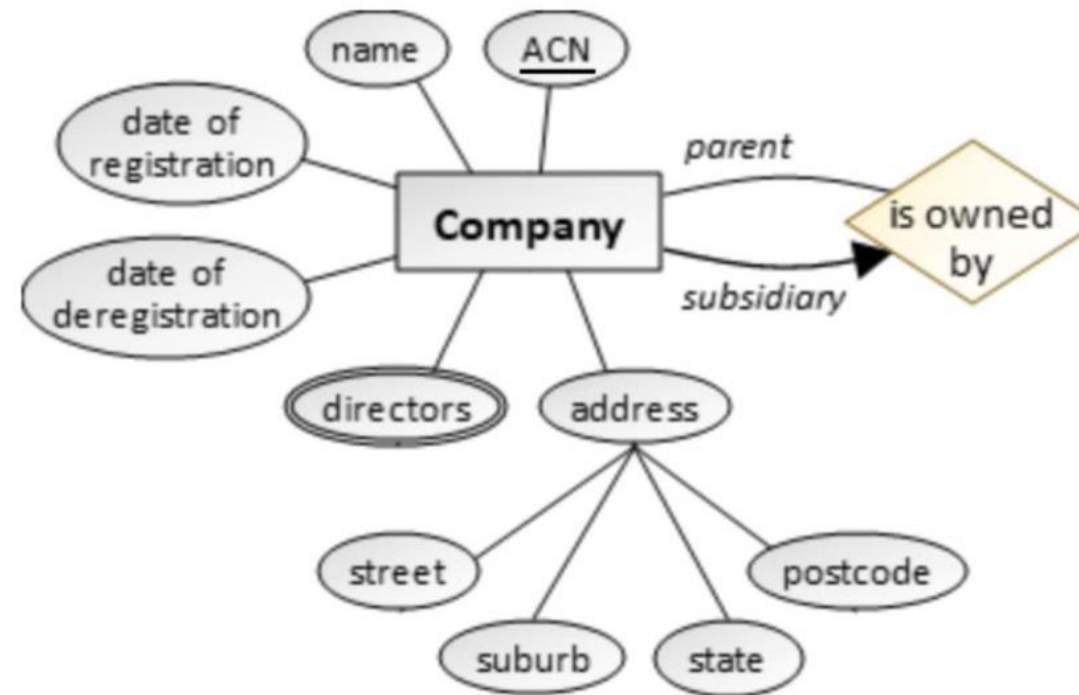 name
ACN
date of
registration
parent
Company
is owned
by
date of
deregistration
subsidiary
directors
address
street
postcode
suburb
state